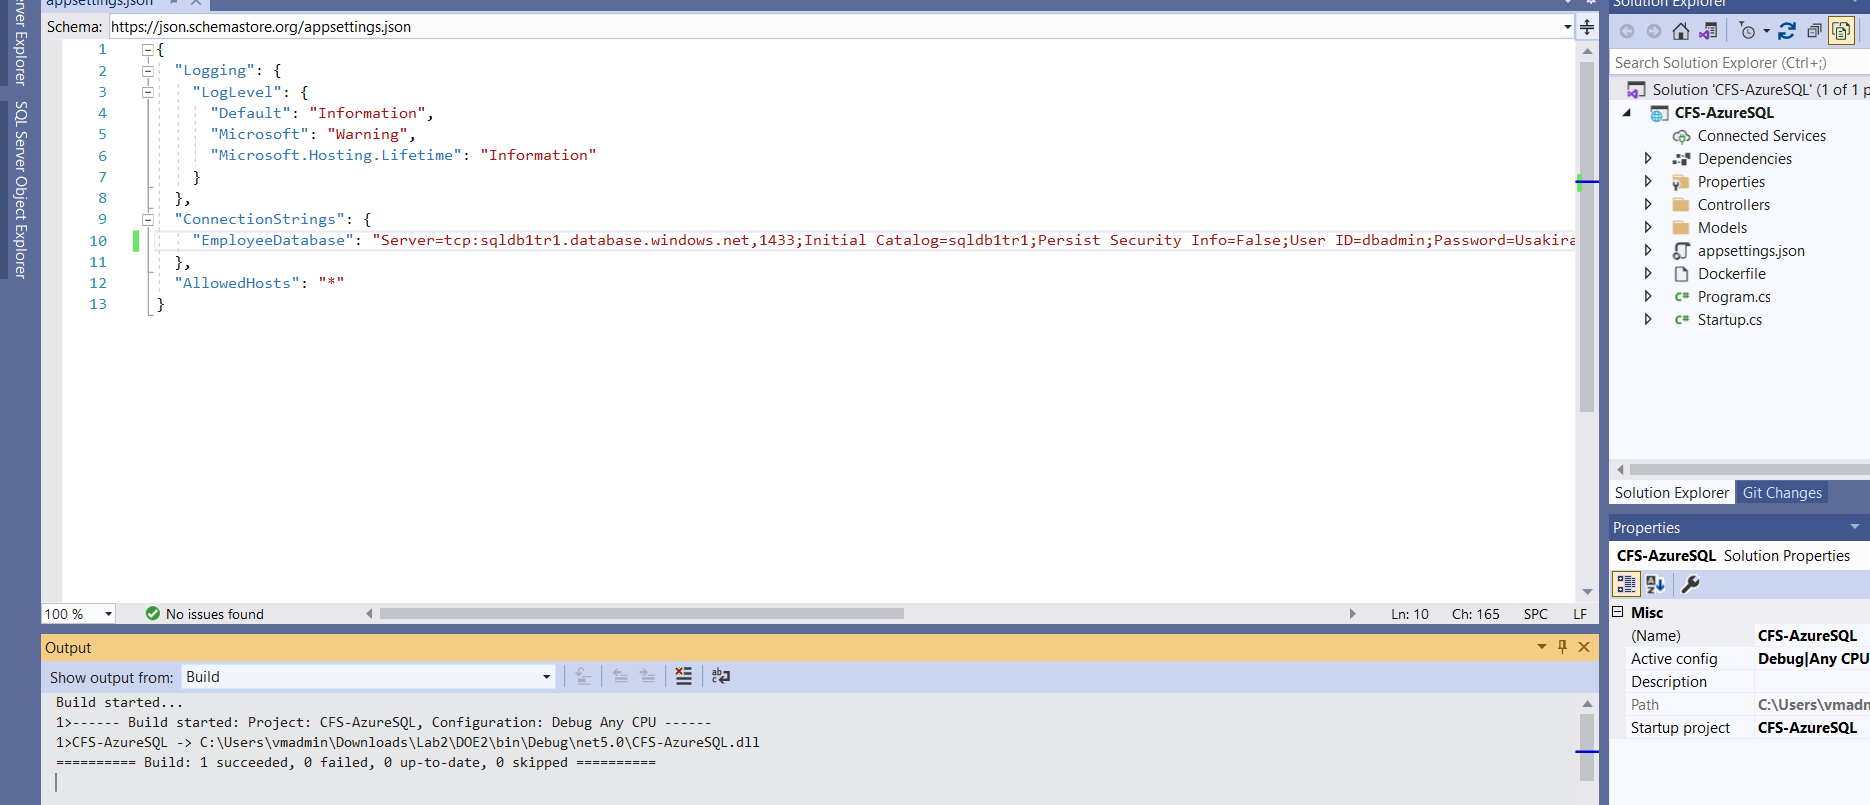 appsettings.json
Schema: https://json.schemastore.org/appsettings.json
1 {
2 "Logging": {
3 "LogLevel": {
4 "Default": "Information",
5 "Microsoft": "Warning",
6 "Microsoft.Hosting.Lifetime": "Information"
7 }
8 },
9 "ConnectionStrings": {
10 "EmployeeDatabase": "Server=tcp:sqldb1tr1.database.windows.net,1433;Initial Catalog=sqldb1tr1;Persist Security Info=False;User ID=dbadmin;Password=Usakira
11 },
12 "AllowedHosts": "*"
13 }
100 % No issues found Ln: 10 Ch: 165 SPC LF
Output
Show output from: Build
Build started...
1>------ Build started: Project: CFS-AzureSQL, Configuration: Debug Any CPU ------
1>CFS-AzureSQL -> C:\Users\vmadmin\Downloads\Lab2\DOE2\bin\Debug\net5.0\CFS-AzureSQL.dll
========== Build: 1 succeeded, 0 failed, 0 up-to-date, 0 skipped ==========
erver Explorer
SQL Server Object Explorer
Solution Explorer
Search Solution Explorer (Ctrl+;)
Solution 'CFS-AzureSQL' (1 of 1 p
CFS-AzureSQL
Connected Services
Dependencies
Properties
Controllers
Models
appsettings.json
Dockerfile
C# Program.cs
C# Startup.cs
Solution Explorer Git Changes
Properties
CFS-AzureSQL Solution Properties
Misc
(Name) CFS-AzureSQL
Active config Debug|Any CPU
Description
Path C:\Users\vmadm
Startup project CFS-AzureSQL